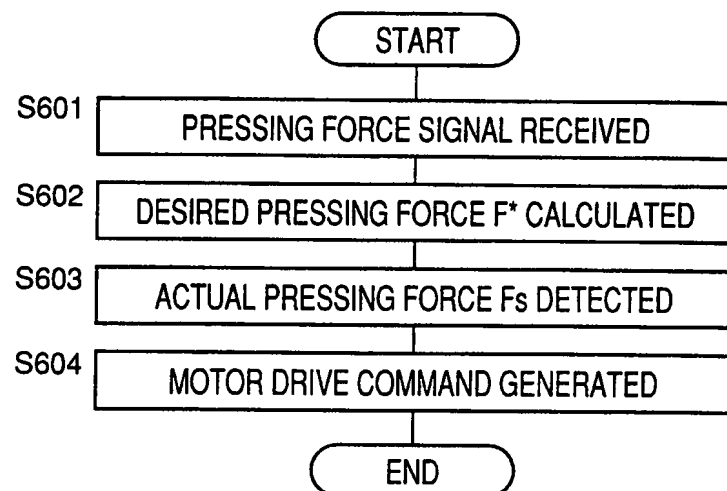 START
S601
PRESSING FORCE SIGNAL RECEIVED
S602
DESIRED PRESSING FORCE F* CALCULATED
S603
ACTUAL PRESSING FORCE Fs DETECTED
S604
MOTOR DRIVE COMMAND GENERATED
END